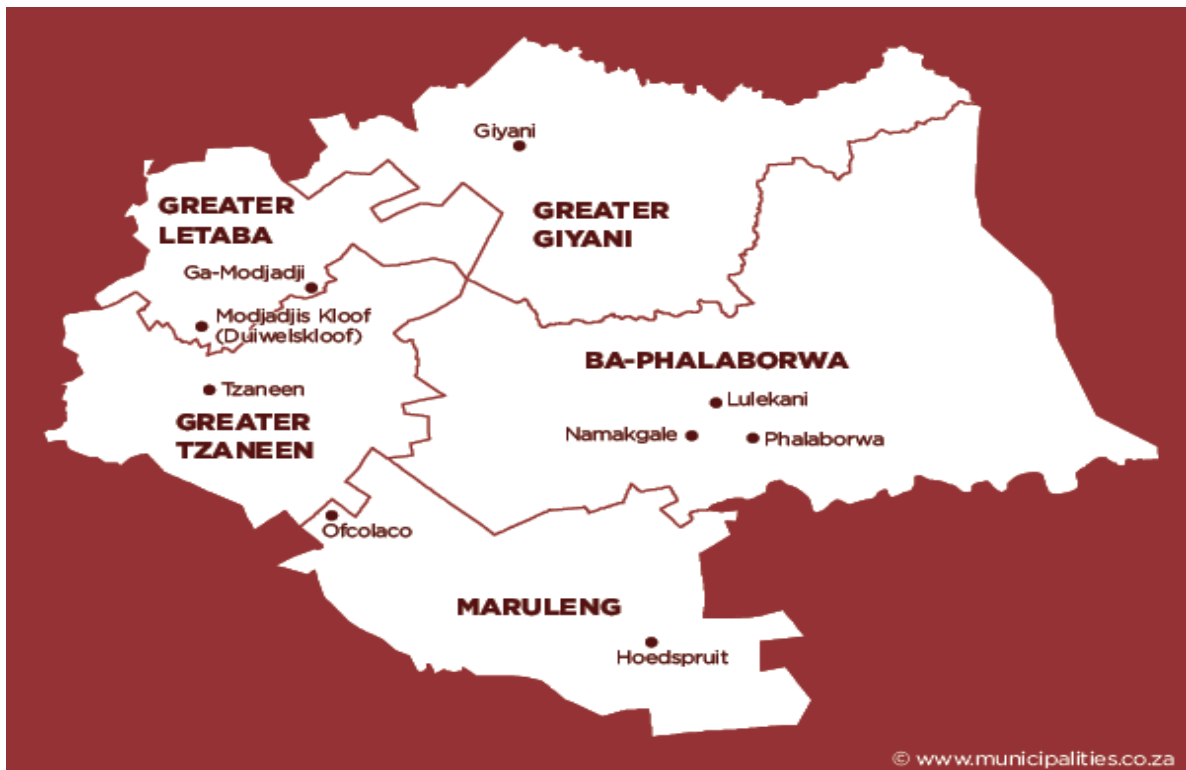 Giyani
GREATER
LETABA
GREATER
GIYANI
Ga-Modjadji
Modjadjis Kloof
(Duiwelskloof)
BA-PHALABORWA
Tzaneen
Lulekani
GREATER
TZANEEN
Namakgale
Phalaborwa
Ofcolaco
MARULENG
Hoedspruit
© www.municipalities.co.za